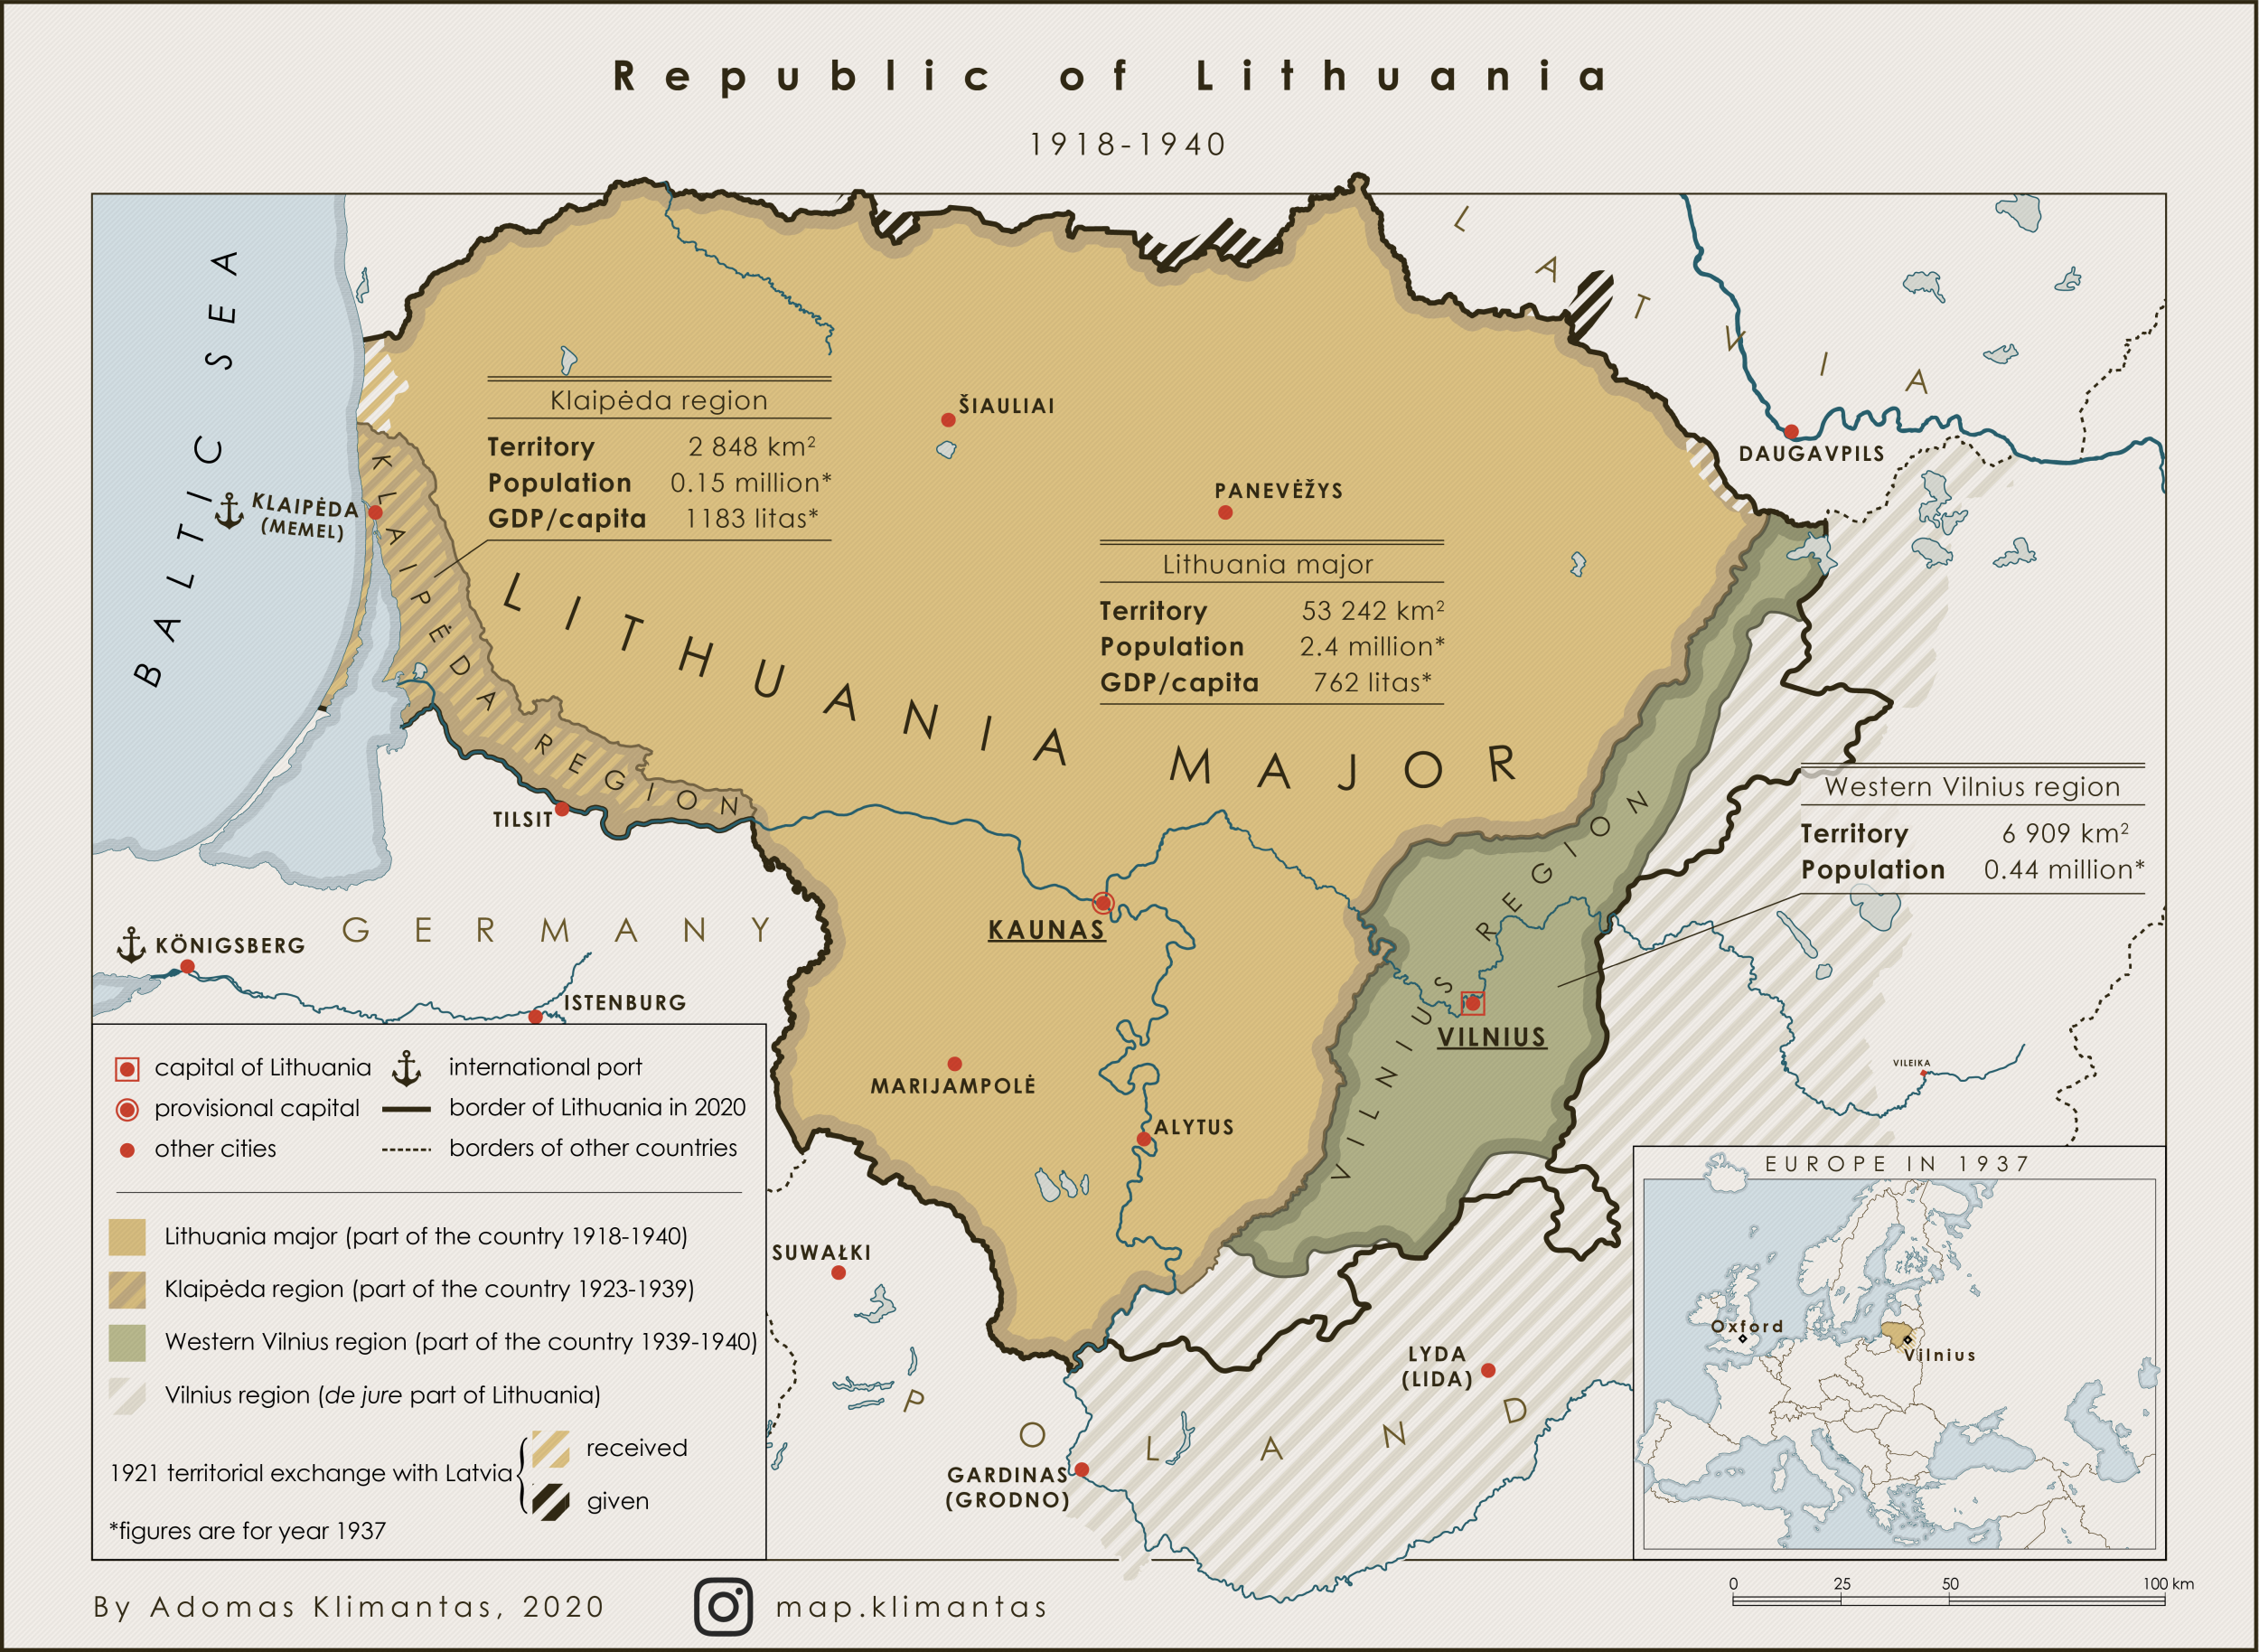 Republic of Lithuania
1918-1940
BALTIC SEA
LATVIA
Klaipėda region
Territory 2 848 km²
Population 0.15 million*
GDP/capita 1183 litas*
ŠIAULIAI
DAUGAVPILS
PANEVĖŽYS
KLAIPĖDA
(MEMEL)
KLAIPĖDA REGION
Lithuania major
Territory 53 242 km²
Population 2.4 million*
GDP/capita 762 litas*
LITHUANIA MAJOR
TILSIT
Western Vilnius region
Territory 6 909 km²
Population 0.44 million*
VILNIUS REGION
GERMANY
KAUNAS
KÖNIGSBERG
ISTENBURG
VILNIUS
VILEIKA
MARIJAMPOLĖ
ALYTUS
SUWAŁKI
LYDA
(LIDA)
POLAND
GARDINAS
(GRODNO)
capital of Lithuania
provisional capital
other cities
international port
border of Lithuania in 2020
borders of other countries
Lithuania major (part of the country 1918-1940)
Klaipėda region (part of the country 1923-1939)
Western Vilnius region (part of the country 1939-1940)
Vilnius region (de jure part of Lithuania)
1921 territorial exchange with Latvia
received
given
*figures are for year 1937
EUROPE IN 1937
Oxford
Vilnius
0 25 50 100 km
By Adomas Klimantas, 2020
map.klimantas